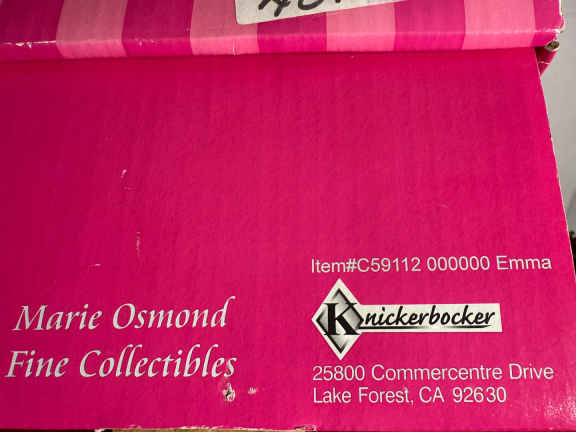 Item#C59112 000000 Emma
Knickerbocker
Marie Osmond
Fine Collectibles
25800 Commercentre Drive
Lake Forest, CA 92630